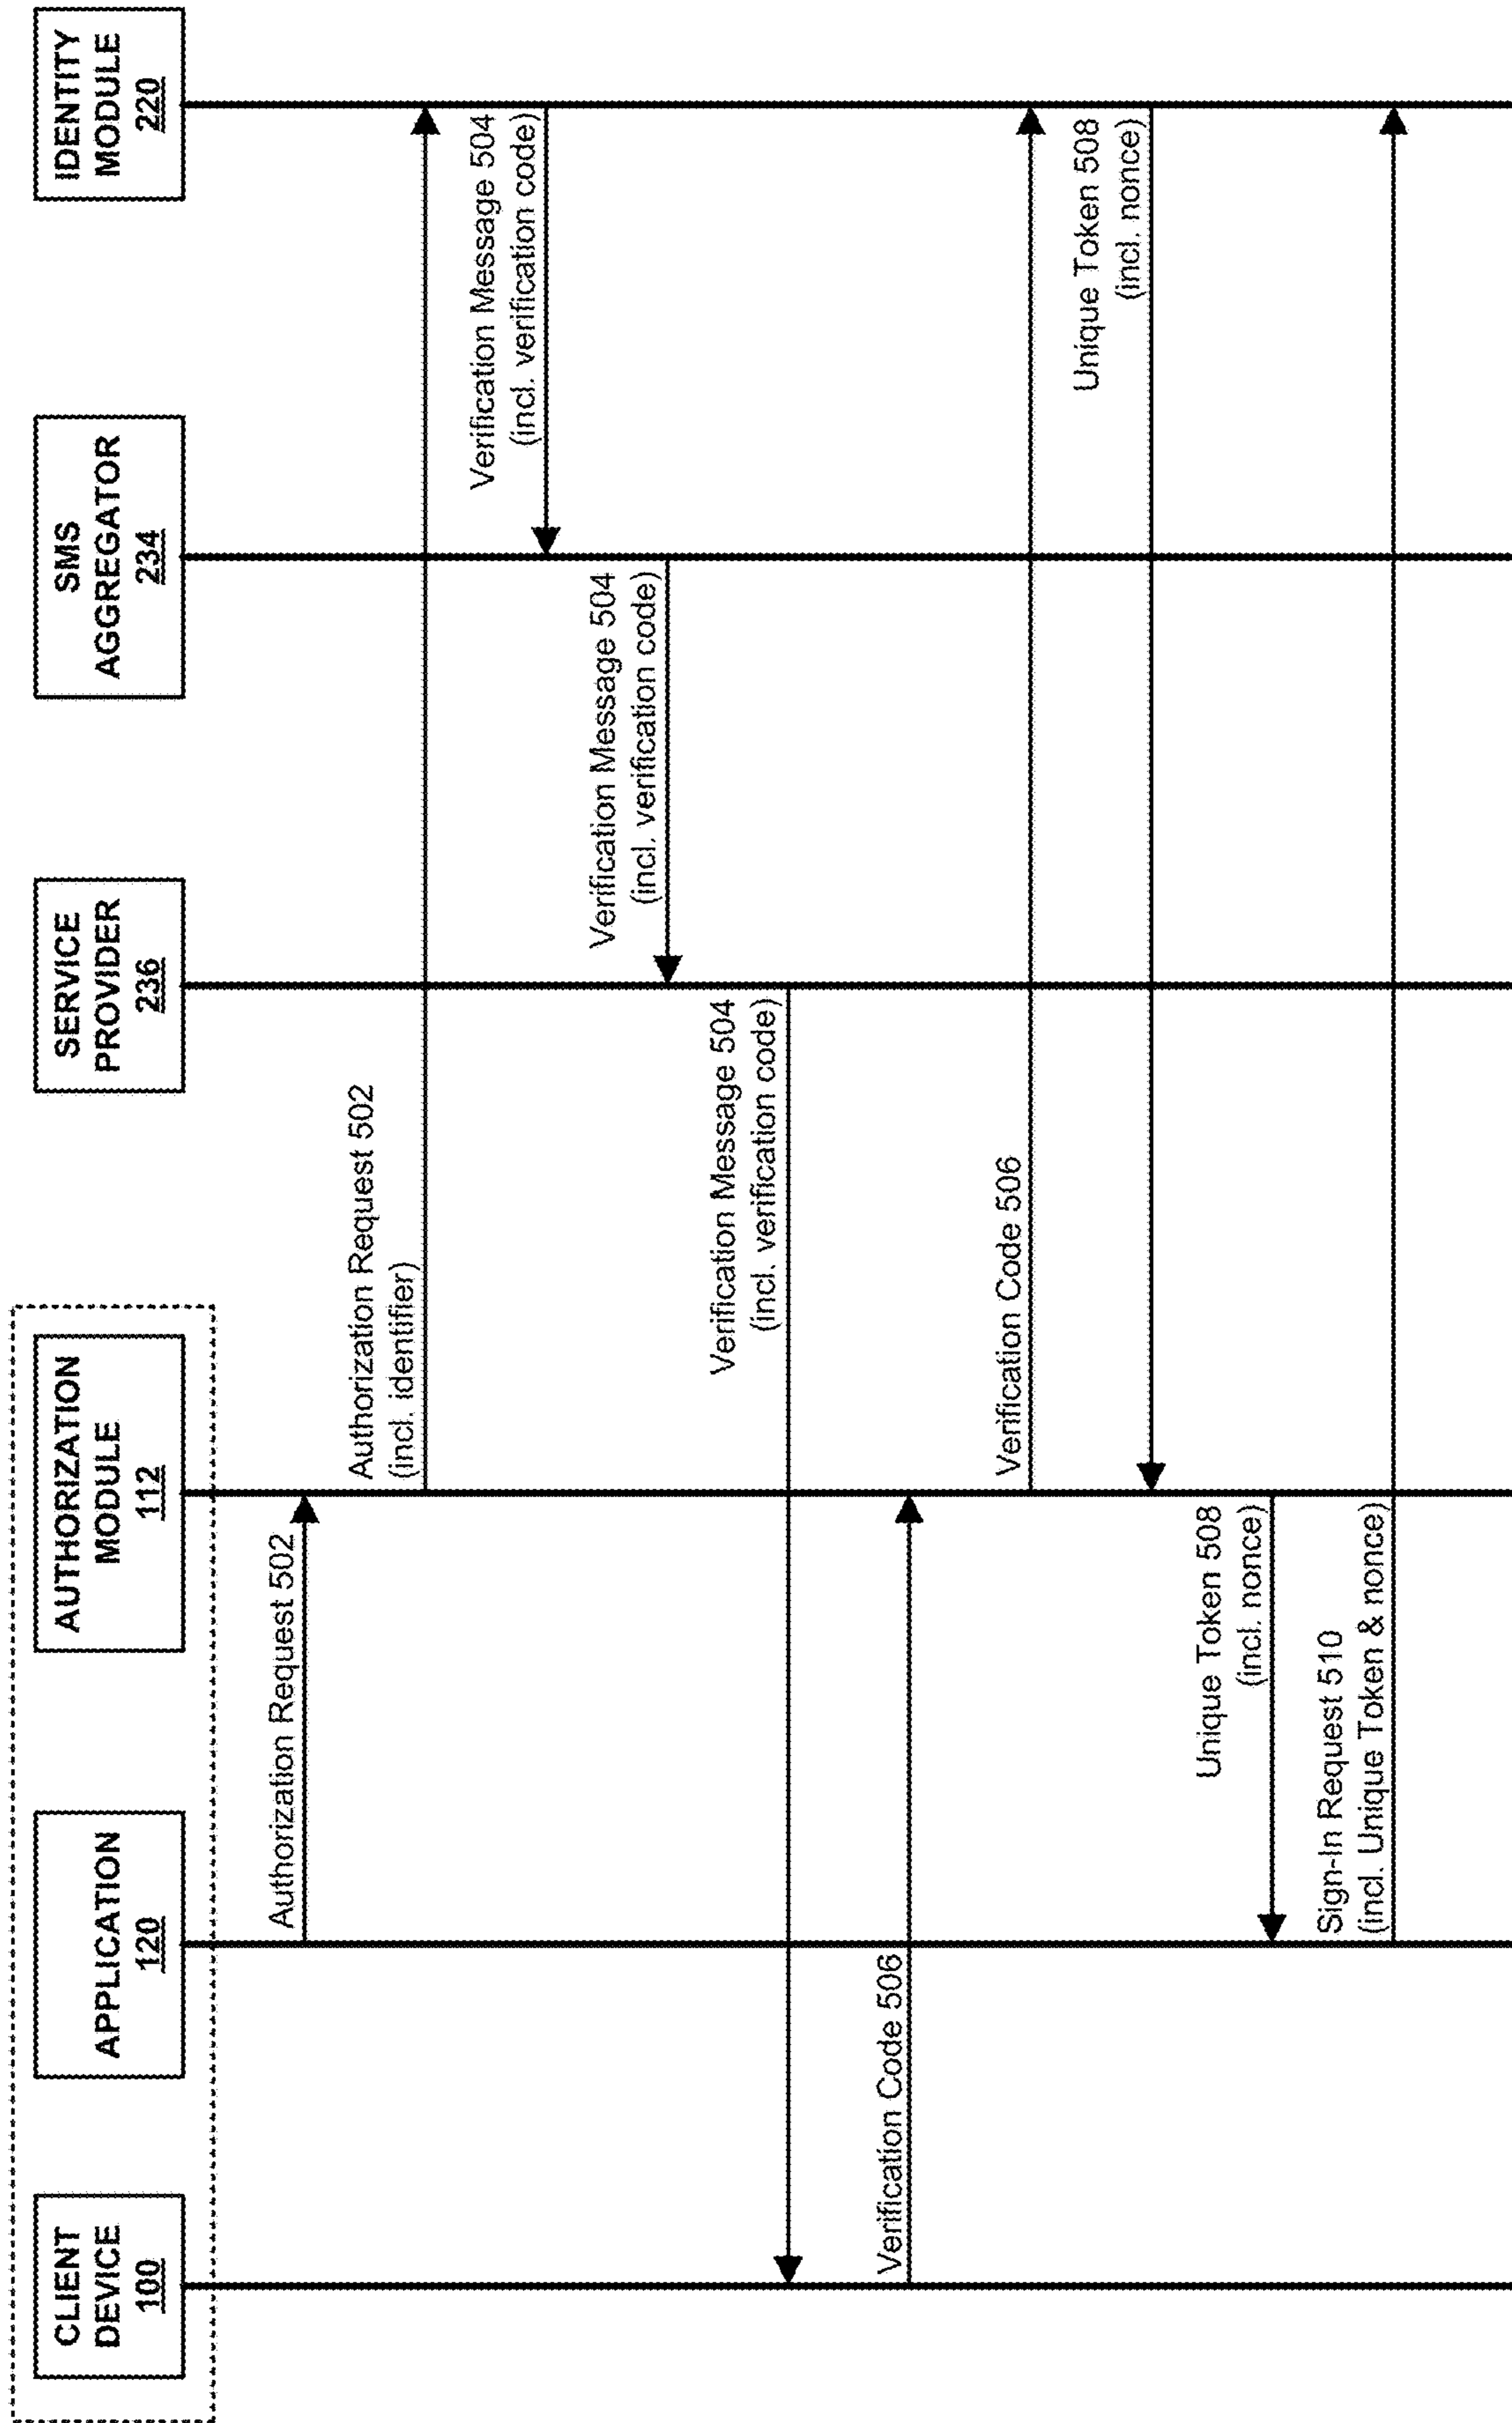 CLIENT
DEVICE
100
APPLICATION
120
AUTHORIZATION
MODULE
112
SERVICE
PROVIDER
236
SMS
AGGREGATOR
234
IDENTITY
MODULE
220
Authorization Request 502
Authorization Request 502
(incl. identifier)
Verification Message 504
(incl. verification code)
Verification Message 504
(incl. verification code)
Verification Message 504
(incl. verification code)
Verification Code 506
Verification Code 506
Unique Token 508
(incl. nonce)
Unique Token 508
(incl. nonce)
Sign-In Request 510
(incl. Unique Token & nonce)